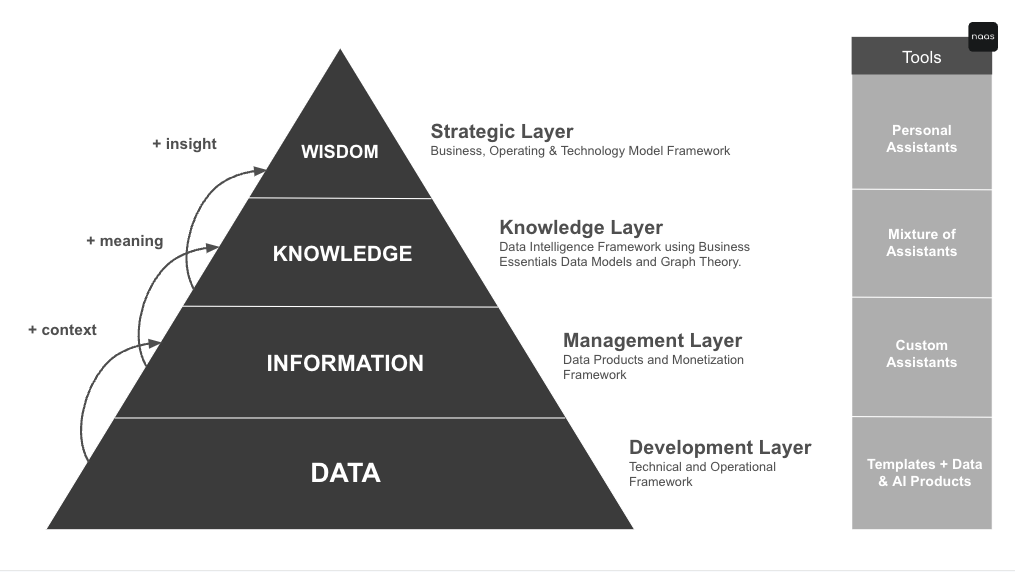 naas
Tools
+ insight
WISDOM
Strategic Layer
Business, Operating & Technology Model Framework
Personal
Assistants
+ meaning
KNOWLEDGE
Knowledge Layer
Data Intelligence Framework using Business
Essentials Data Models and Graph Theory.
Mixture of
Assistants
+ context
INFORMATION
Management Layer
Data Products and Monetization
Framework
Custom
Assistants
DATA
Development Layer
Technical and Operational
Framework
Templates + Data
& AI Products